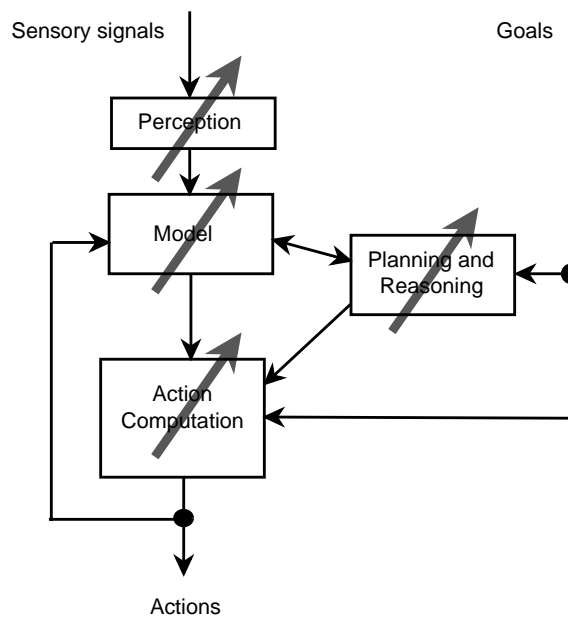 Sensory signals
Goals
Perception
Model
Planning and
Reasoning
Action
Computation
Actions